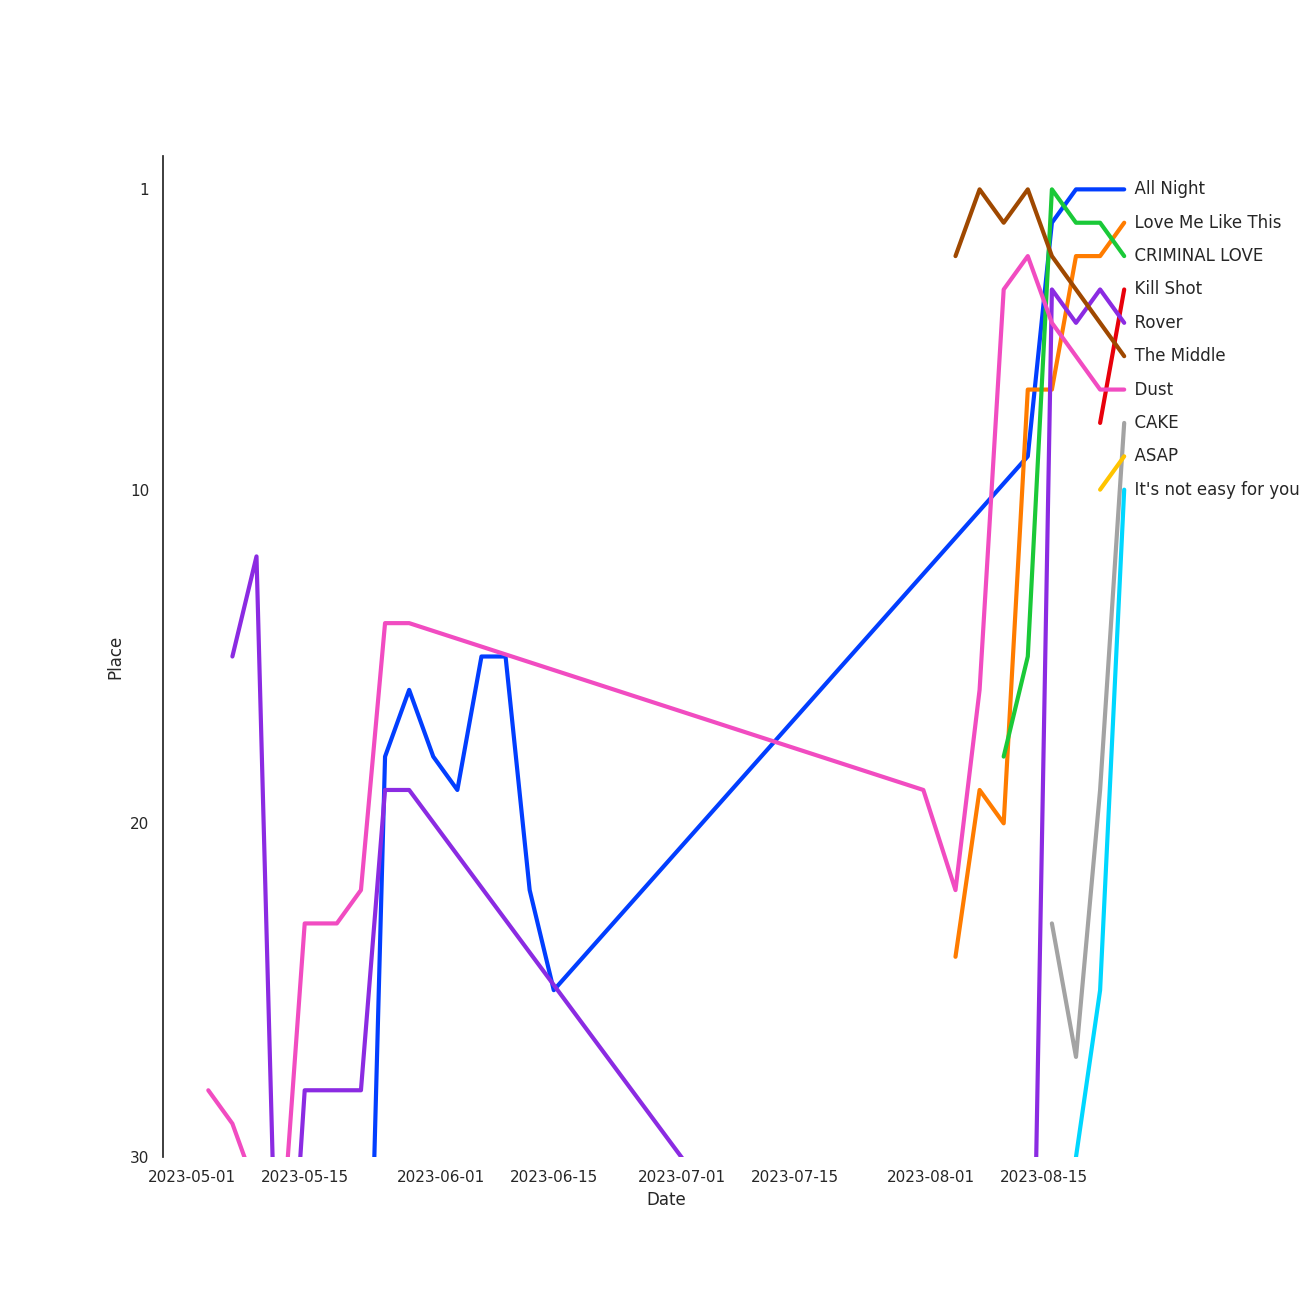 1
10
20
30
Place
2023-05-01
2023-05-15
2023-06-01
2023-06-15
2023-07-01
2023-07-15
2023-08-01
2023-08-15
Date
All Night
Love Me Like This
CRIMINAL LOVE
Kill Shot
Rover
The Middle
Dust
CAKE
ASAP
It's not easy for you